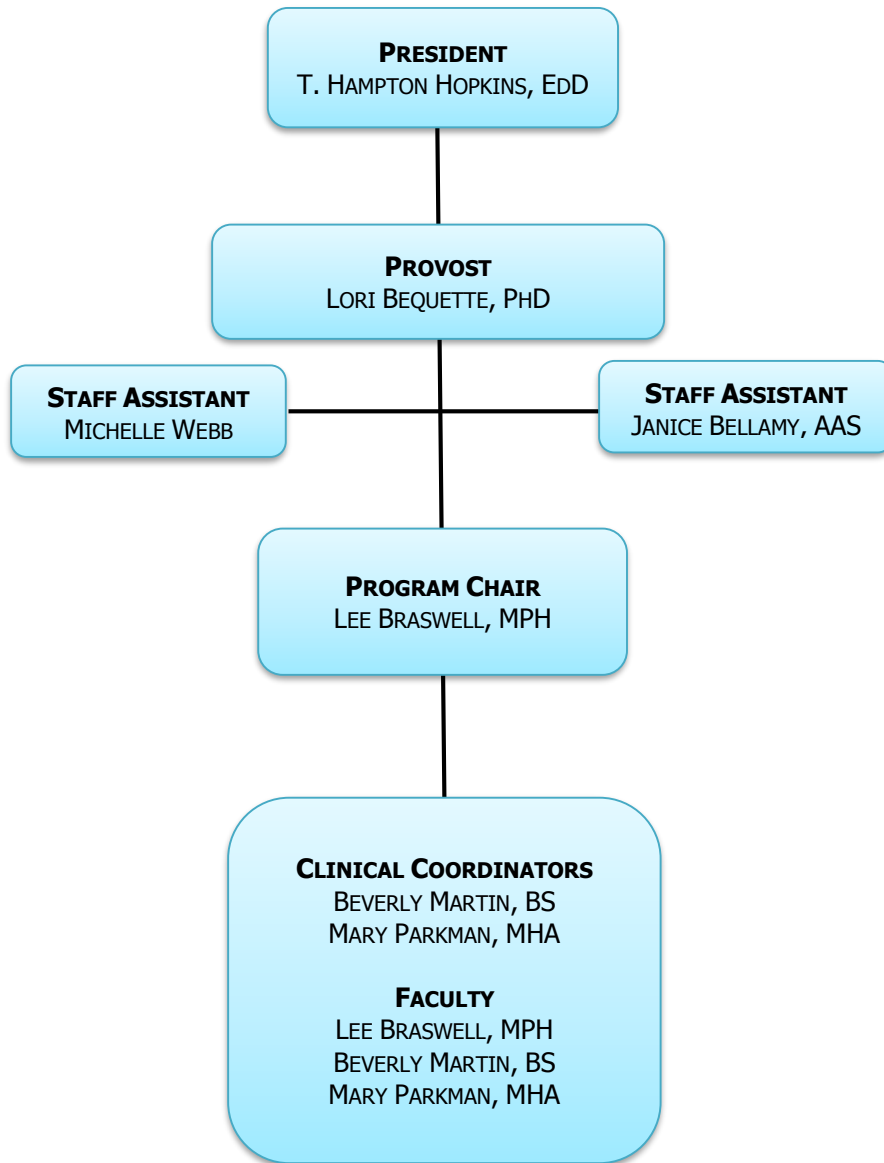 PRESIDENT
T. HAMPTON HOPKINS, EDD
PROVOST
LORI BEQUETTE, PHD
STAFF ASSISTANT
MICHELLE WEBB
STAFF ASSISTANT
JANICE BELLAMY, AAS
PROGRAM CHAIR
LEE BRASWELL, MPH
CLINICAL COORDINATORS
BEVERLY MARTIN, BS
MARY PARKMAN, MHA
FACULTY
LEE BRASWELL, MPH
BEVERLY MARTIN, BS
MARY PARKMAN, MHA